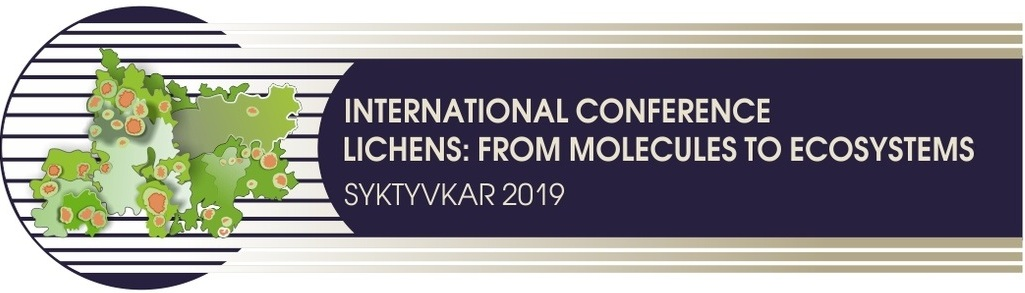 INTERNATIONAL CONFERENCE
LICHENS: FROM MOLECULES TO ECOSYSTEMS
SYKTYVKAR 2019